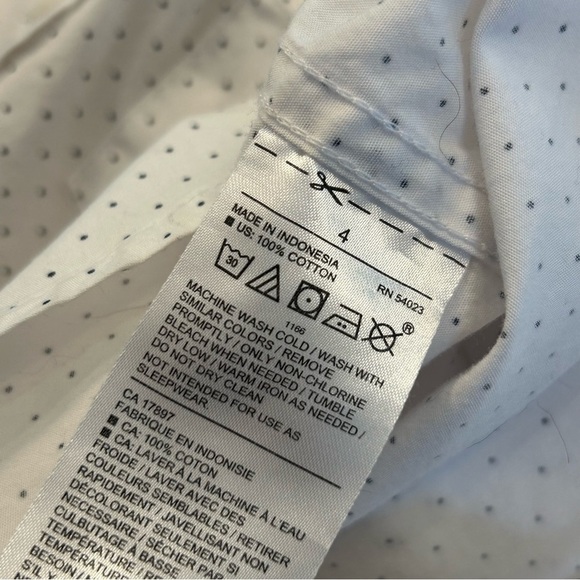 4
MADE IN INDONESIA
US: 100% COTTON
RN 54023
30
®
1166
MACHINE WASH COLD / WASH WITH
SIMILAR COLORS / REMOVE
PROMPTLY / ONLY NON-CHLORINE
BLEACH WHEN NEEDED / TUMBLE
DRY LOW / WARM IRON AS NEEDED /
DO NOT DRY CLEAN
NOT INTENDED FOR USE AS
SLEEPWEAR
CA 17897
FABRIQUE EN INDONISIE
CA: 100% COTON
CA: LAVER À LA MACHINE À L'EAU
FROIDE / LAVER AVEC DES
COULEURS SEMBLABLES / RETIRER
RAPIDEMENT / JAVELLISANT NON
DÉCOLORANT SEULEMENT SI
NÉCESSAIRE / SÉCHER PAR
CULBUTAGE À BASSE
TEMPÉRATURE
BESOIN /
S'IL